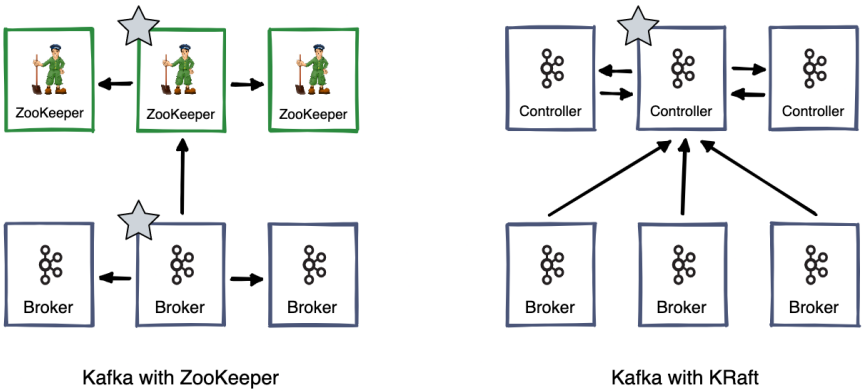 ZooKeeper
ZooKeeper
ZooKeeper
Broker
Broker
Broker
Kafka with ZooKeeper
Controller
Controller
Controller
Broker
Broker
Broker
Kafka with KRaft